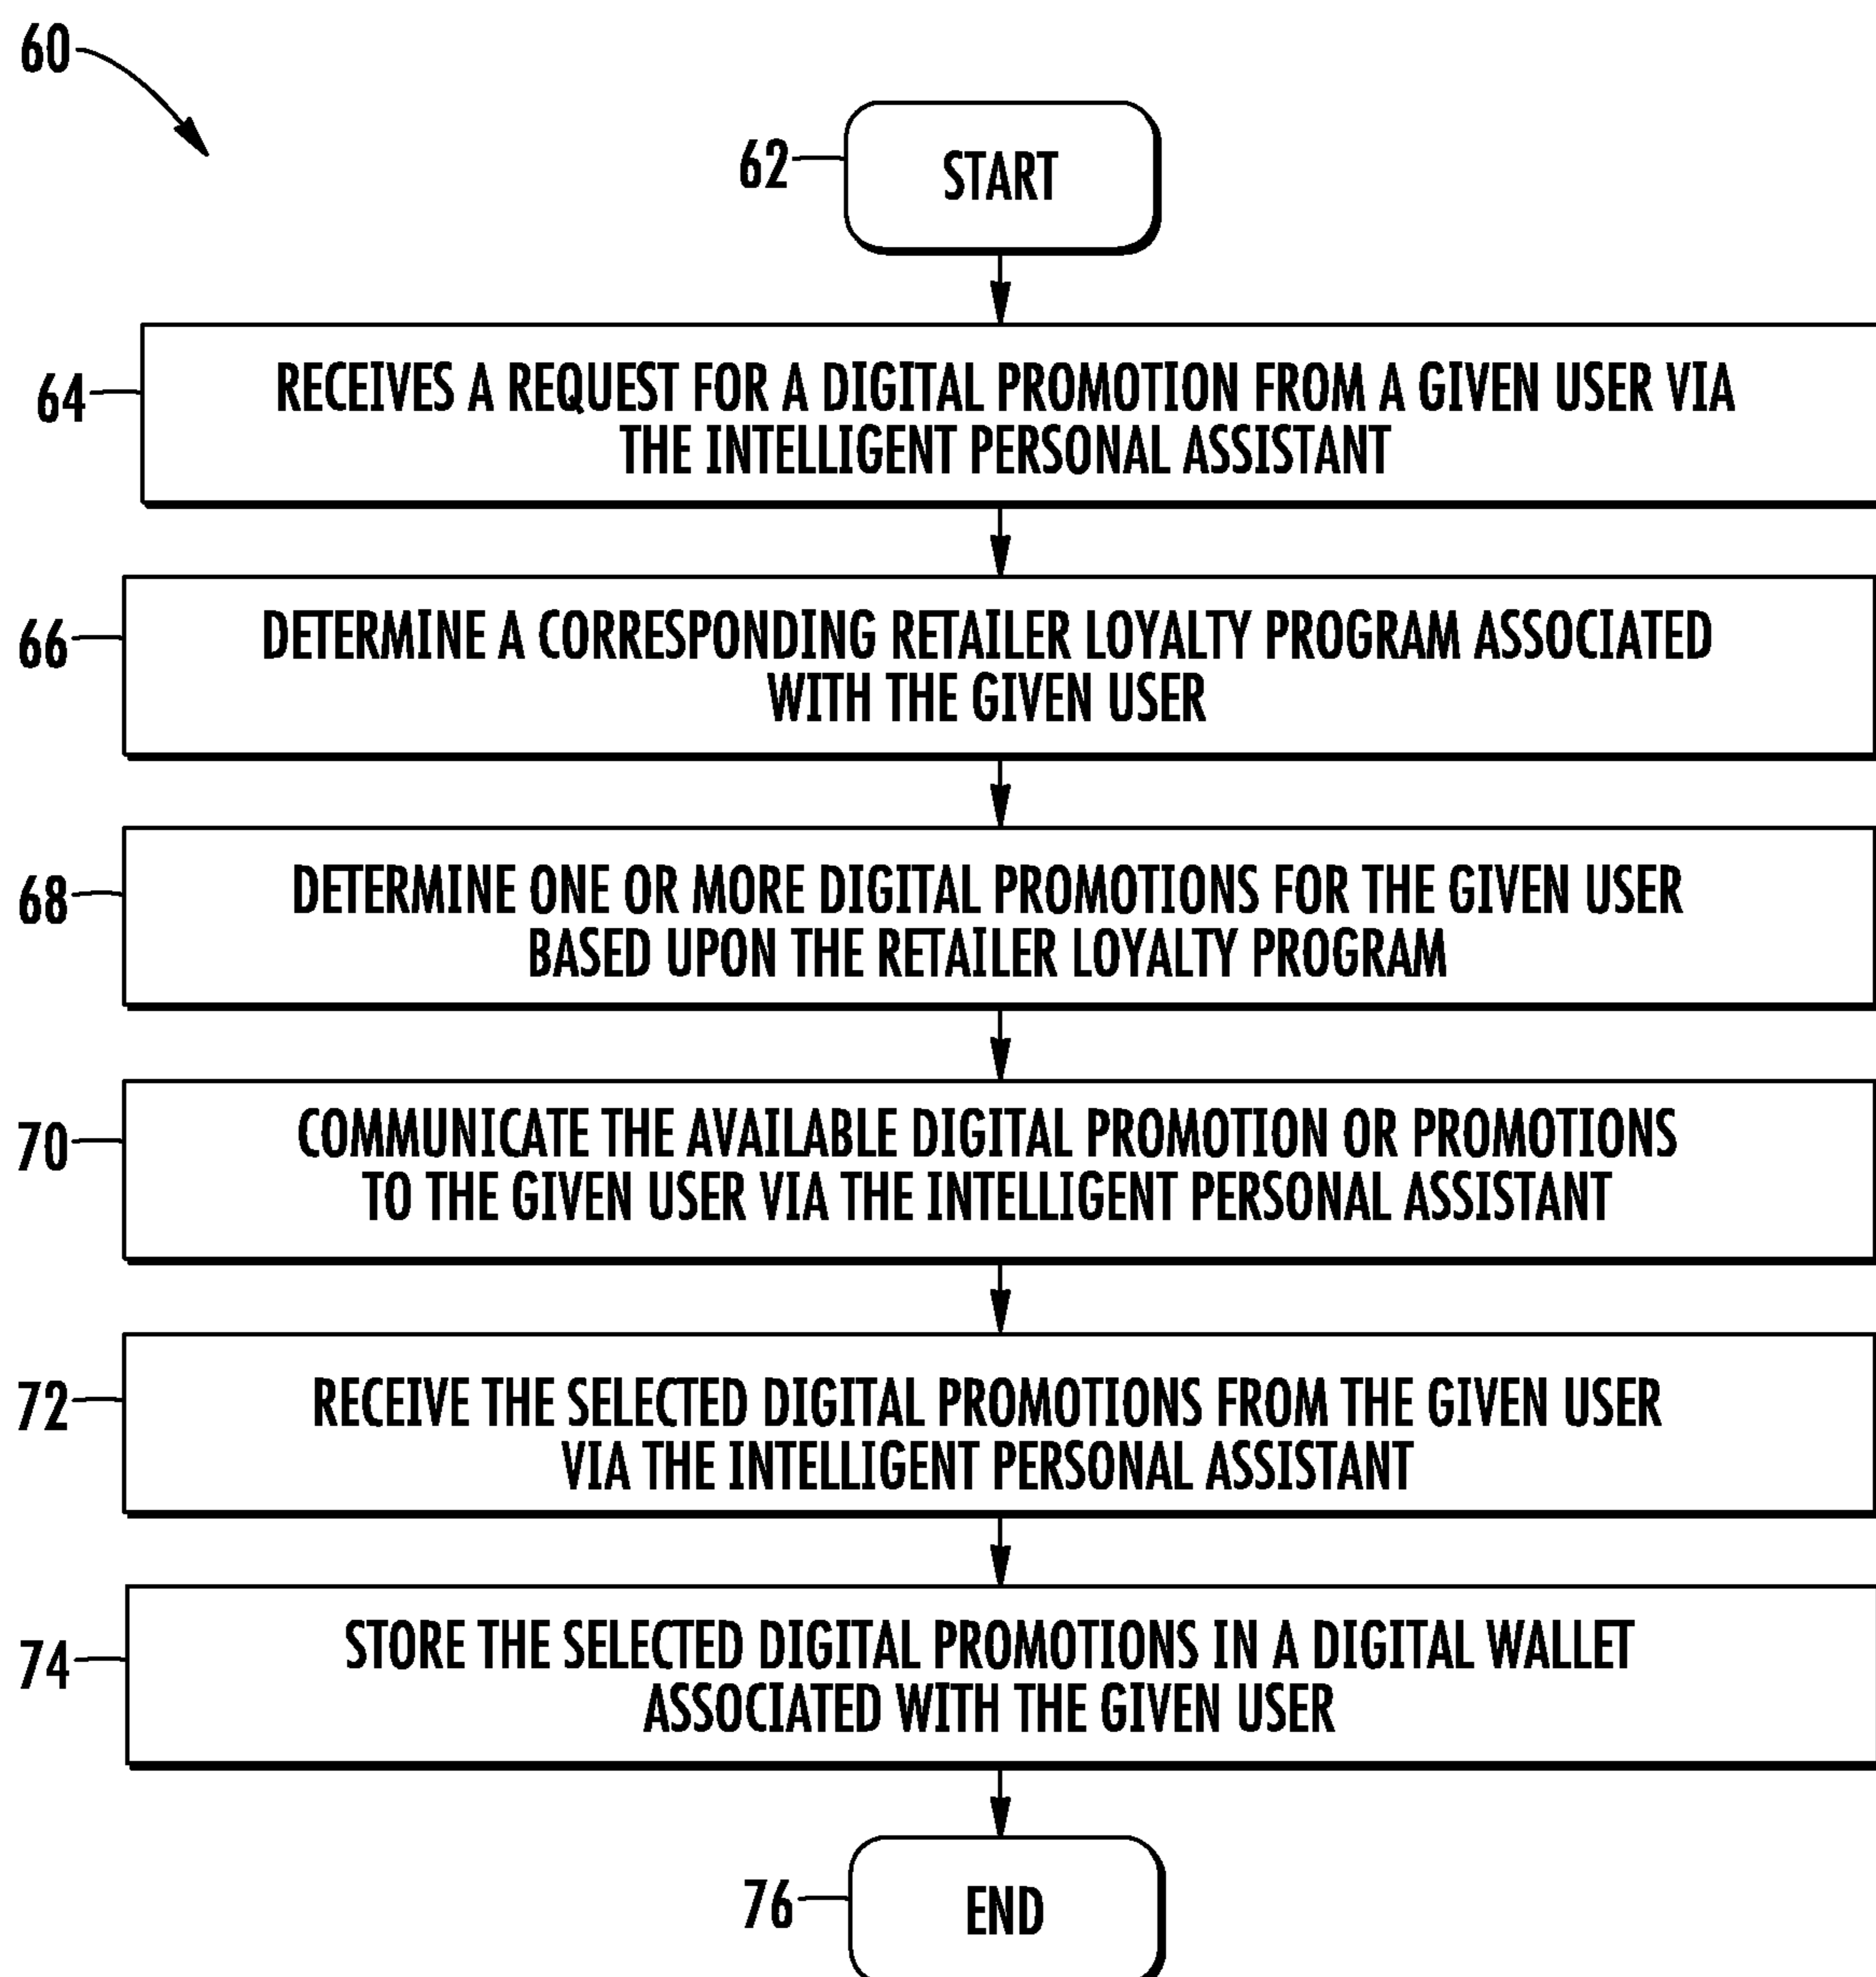 60
62
START
64
RECEIVES A REQUEST FOR A DIGITAL PROMOTION FROM A GIVEN USER VIA
THE INTELLIGENT PERSONAL ASSISTANT
66
DETERMINE A CORRESPONDING RETAILER LOYALTY PROGRAM ASSOCIATED
WITH THE GIVEN USER
68
DETERMINE ONE OR MORE DIGITAL PROMOTIONS FOR THE GIVEN USER
BASED UPON THE RETAILER LOYALTY PROGRAM
70
COMMUNICATE THE AVAILABLE DIGITAL PROMOTION OR PROMOTIONS
TO THE GIVEN USER VIA THE INTELLIGENT PERSONAL ASSISTANT
72
RECEIVE THE SELECTED DIGITAL PROMOTIONS FROM THE GIVEN USER
VIA THE INTELLIGENT PERSONAL ASSISTANT
74
STORE THE SELECTED DIGITAL PROMOTIONS IN A DIGITAL WALLET
ASSOCIATED WITH THE GIVEN USER
76
END